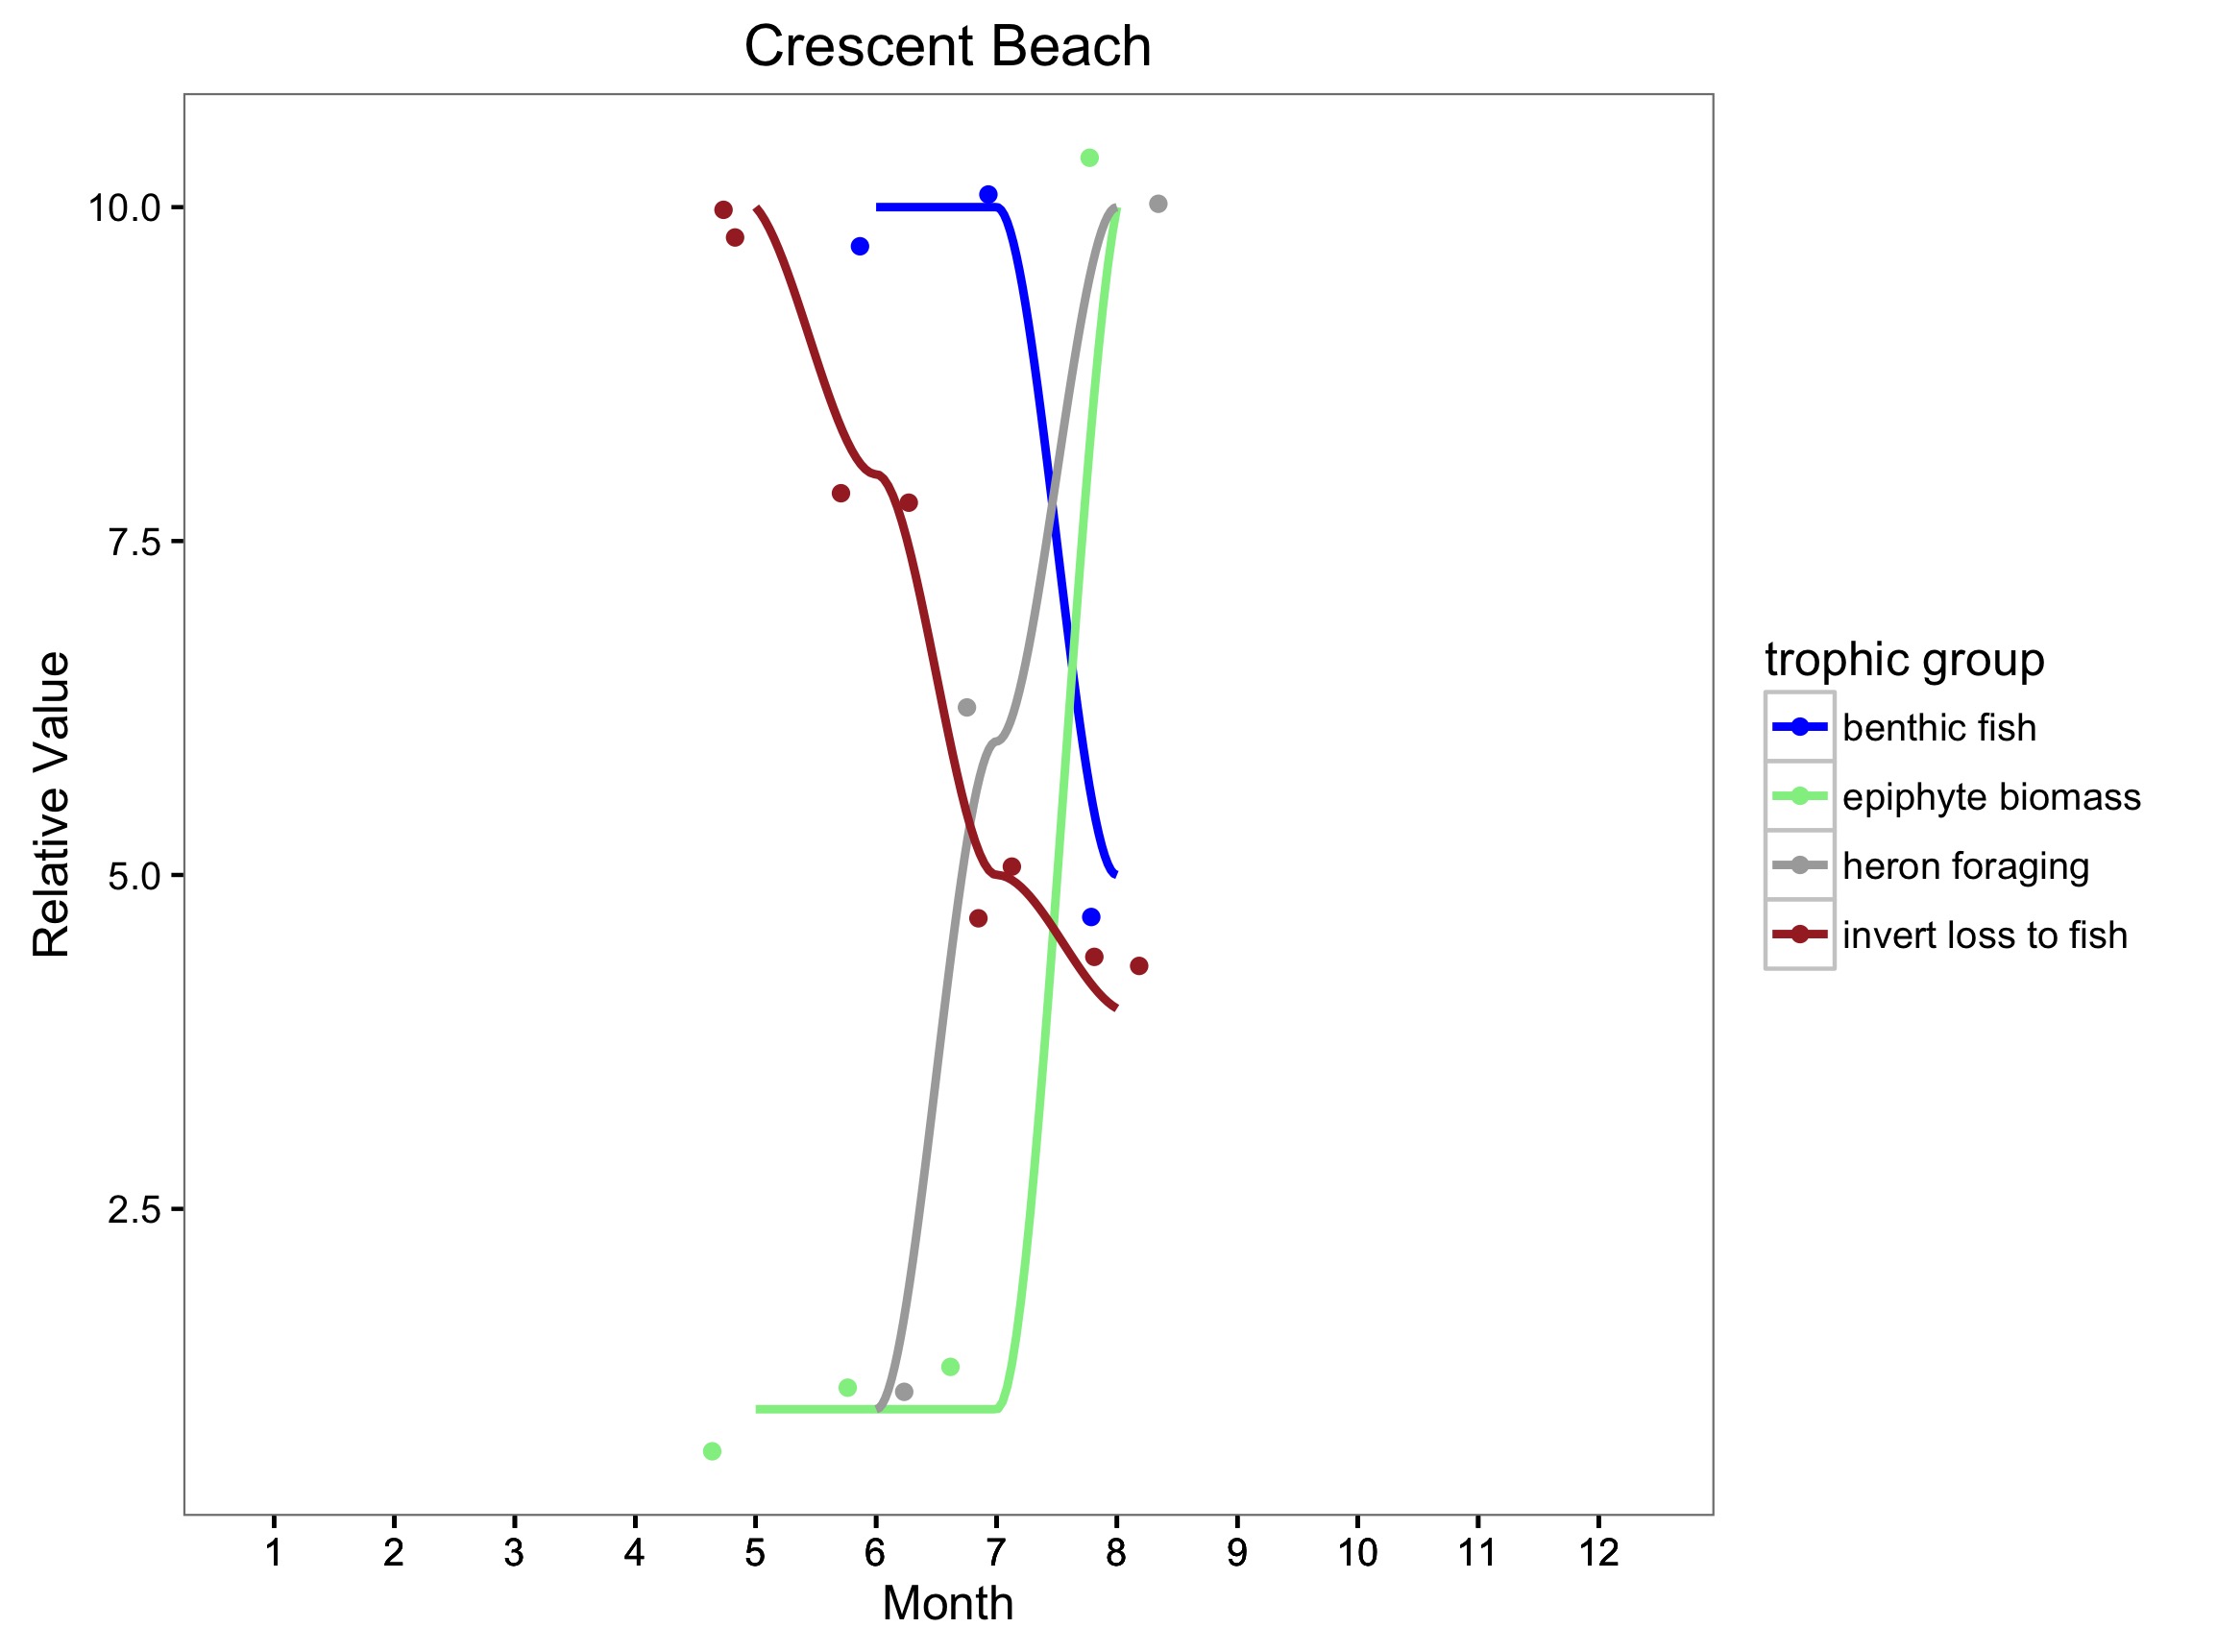 Crescent Beach
10.0
7.5
5.0
2.5
Relative Value
1 2 3 4 5 6 7 8 9 10 11 12
Month
trophic group
benthic fish
epiphyte biomass
heron foraging
invert loss to fish